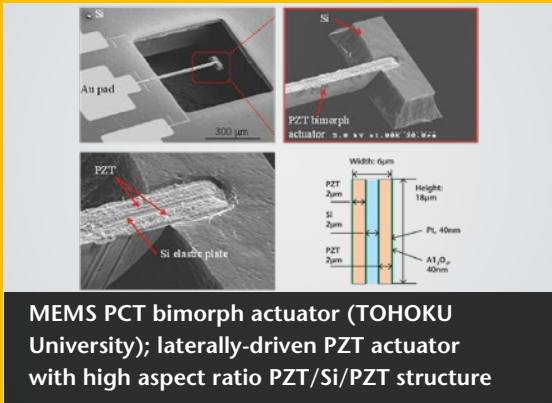 Si
Au pad
300 μm
Si
PZT bimorph
actuator
PZT
Si elastic plate
Width: 6μm
PZT
2μm
Si
2μm
PZT
2μm
Height:
18μm
Pt, 40nm
A1₂O₃,
40nm
MEMS PCT bimorph actuator (TOHOKU
University); laterally-driven PZT actuator
with high aspect ratio PZT/Si/PZT structure